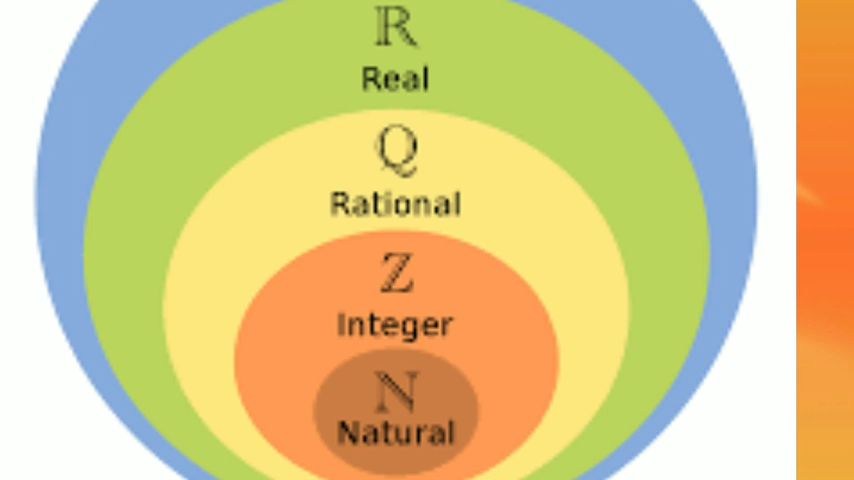 ℝ
Real
ℚ
Rational
ℤ
Integer
ℕ
Natural